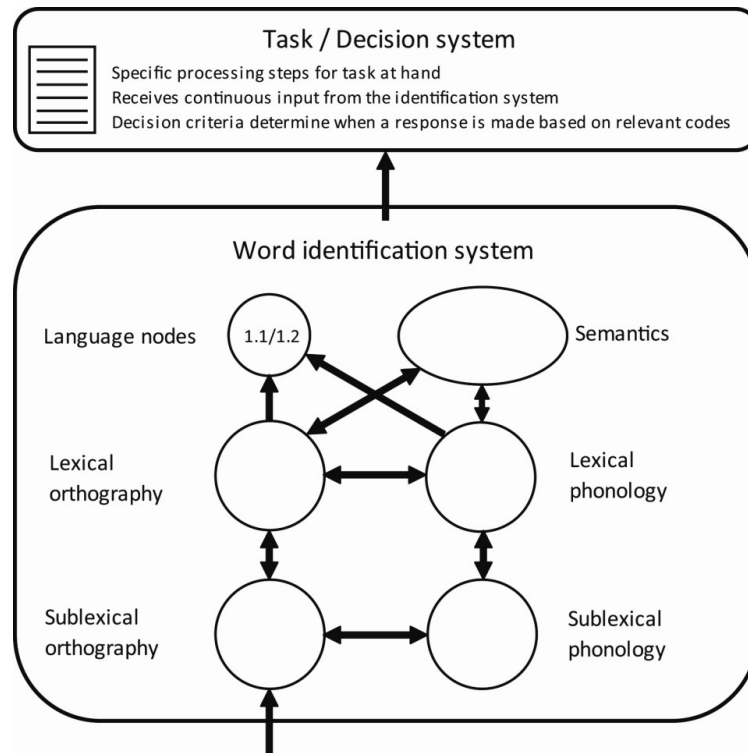 Task / Decision system
Specific processing steps for task at hand
Receives continuous input from the identification system
Decision criteria determine when a response is made based on relevant codes
Word identification system
Language nodes
1.1/1.2
Semantics
Lexical
orthography
Lexical
phonology
Sublexical
orthography
Sublexical
phonology